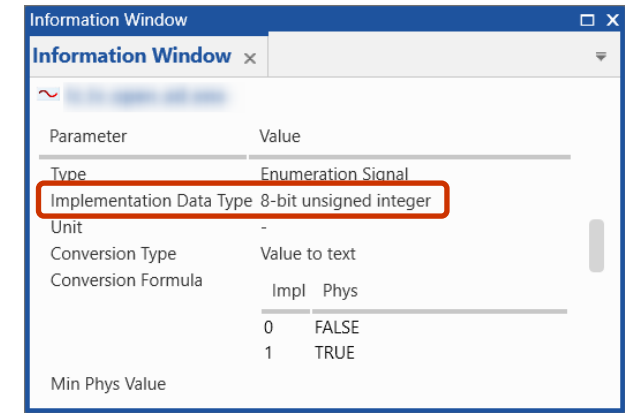 Information Window
Information Window
Parameter Value
Type Enumeration Signal
Implementation Data Type 8-bit unsigned integer
Unit -
Conversion Type Value to text
Conversion Formula
Impl Phys
0 FALSE
1 TRUE
Min Phys Value